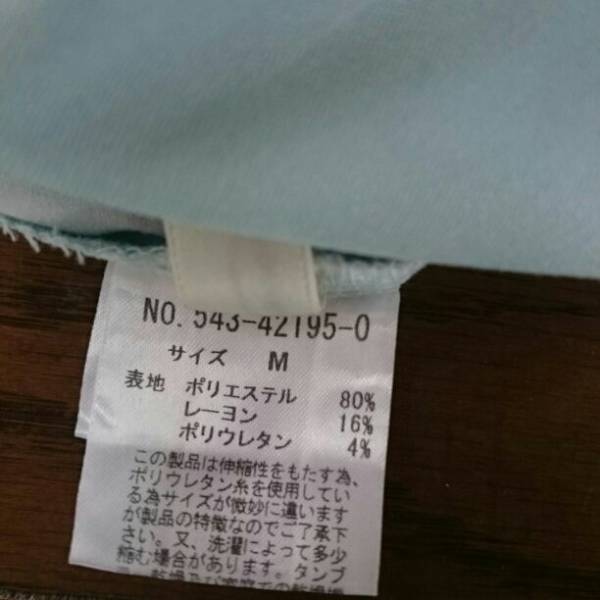 NO. 543-42195-0
サイズ M
表地 ポリエステル 80%
レーヨン 16%
ポリウレタン 4%
この製品は伸縮性をもたす為、
ポリウレタン糸を使用してい
る為サイズが微妙に違います
が製品の特徴なのでご了承下
さい。又、洗濯によって多少
縮む場合があります。タンブ